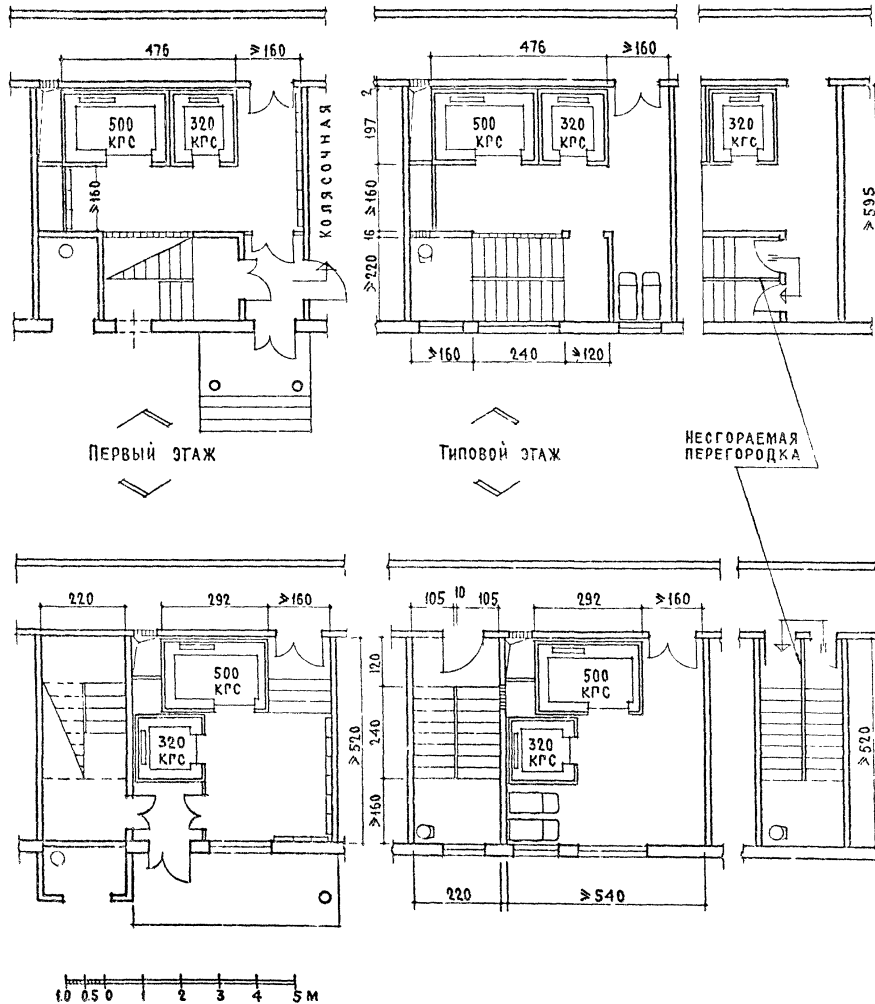 476
≥160
476
≥160
500
КГС
320
КГС
КОЛЯСОЧНАЯ
≥160
2
197
≥160
16
≥220
500
КГС
320
КГС
320
КГС
≥595
≥160
240
≥120
ПЕРВЫЙ ЭТАЖ
ТИПОВОЙ ЭТАЖ
НЕСГОРАЕМАЯ
ПЕРЕГОРОДКА
220
292
≥160
105
10
105
292
≥160
500
КГС
320
КГС
≥520
120
240
≥160
500
КГС
320
КГС
≥520
220
≥540
1.0 0.5 0 1 2 3 4 5 М